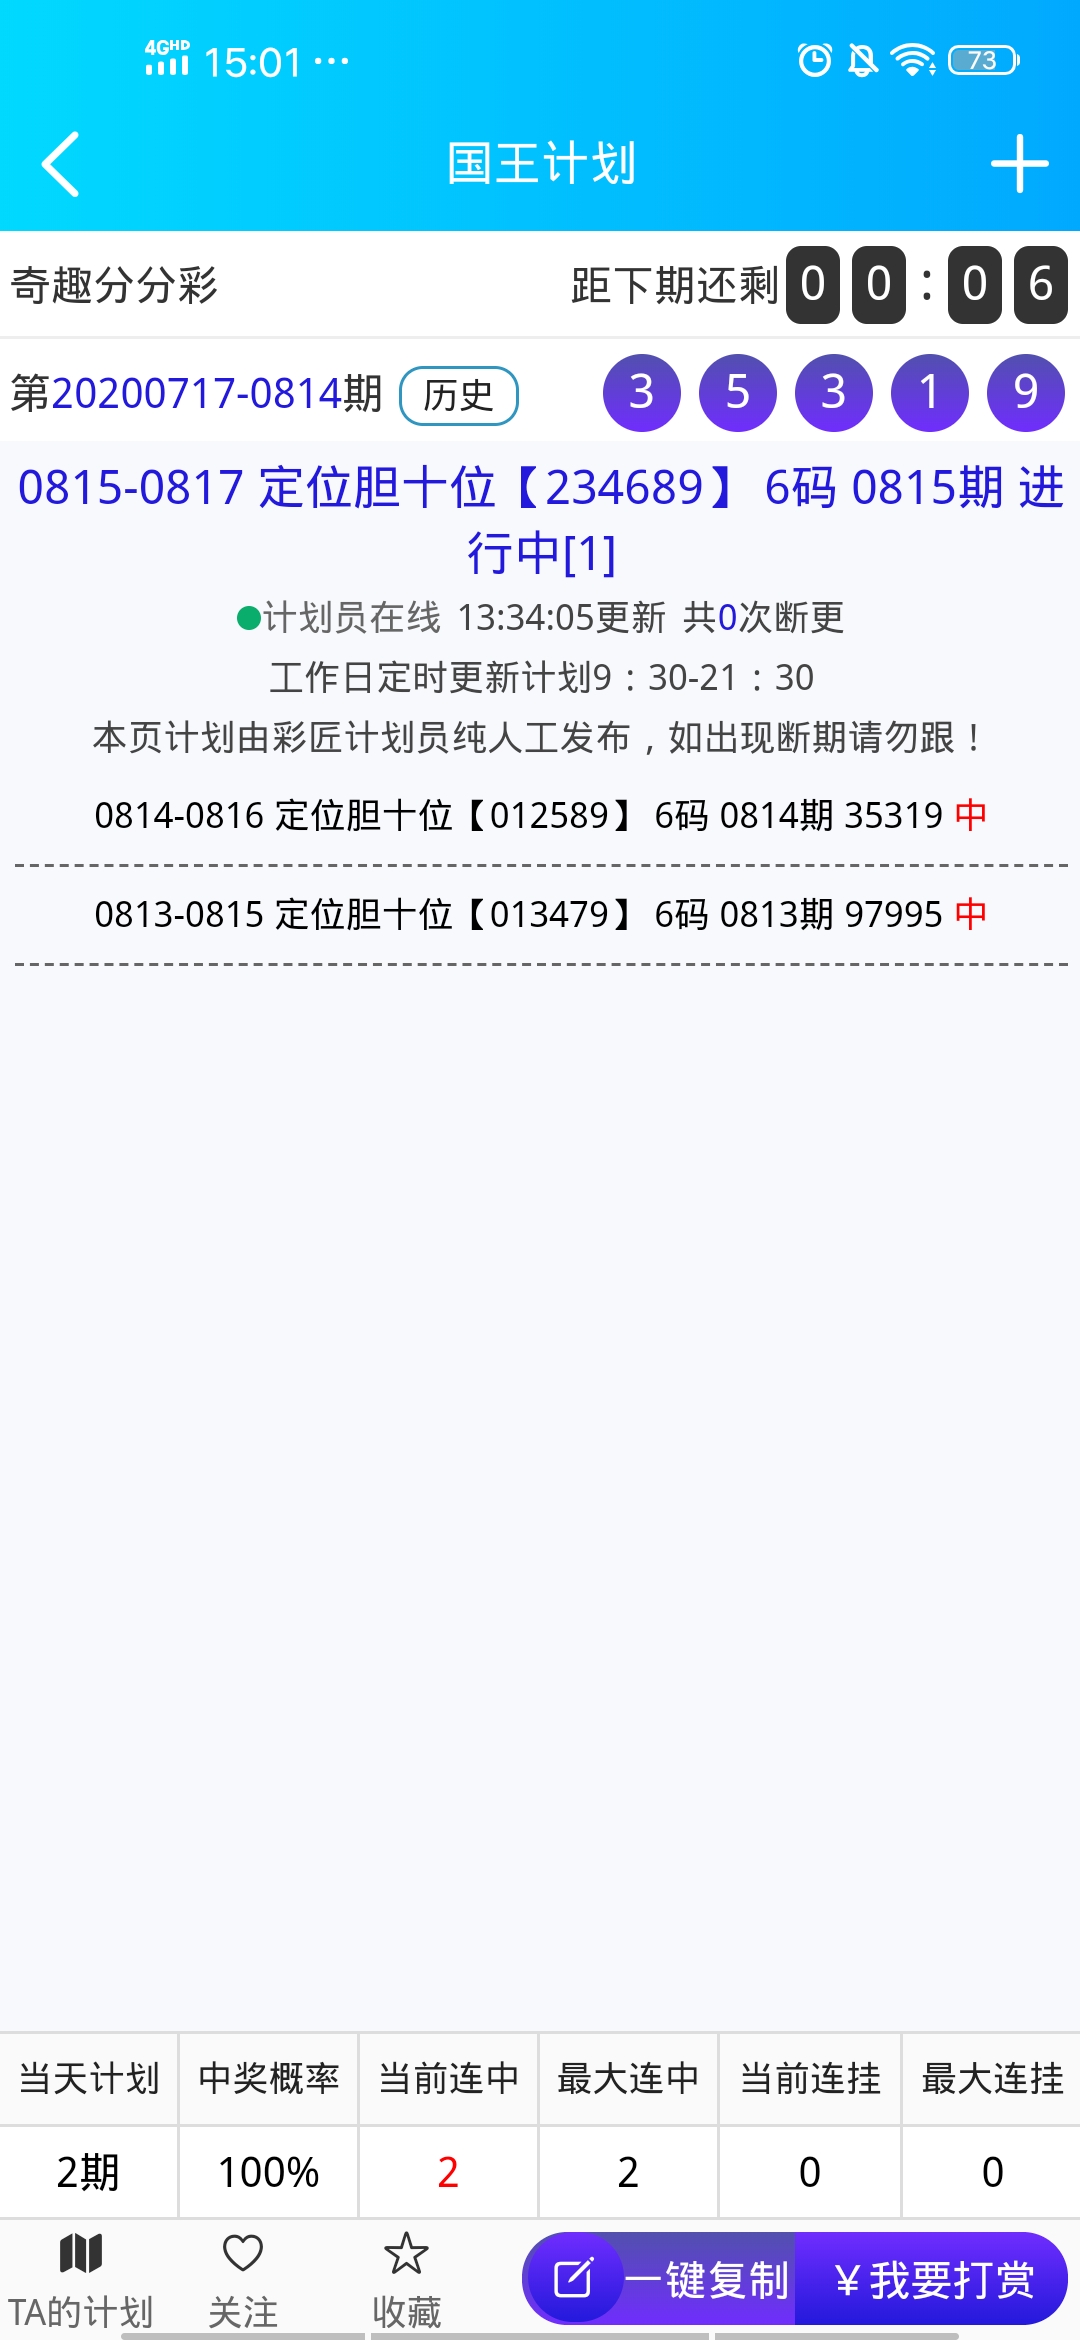 4GHD 15:01 ··· 73
国王计划
奇趣分分彩 距下期还剩 0 0 : 0 6
第20200717-0814期 历史 3 5 3 1 9
0815-0817 定位胆十位【234689】 6码 0815期 进
行中[1]
计划员在线 13:34:05更新 共0次断更
工作日定时更新计划9：30-21：30
本页计划由彩匠计划员纯人工发布，如出现断期请勿跟！
0814-0816 定位胆十位【012589】 6码 0814期 35319 中
0813-0815 定位胆十位【013479】 6码 0813期 97995 中
当天计划 中奖概率 当前连中 最大连中 当前连挂 最大连挂
2期 100% 2 2 0 0
TA的计划 关注 收藏 一键复制 ￥我要打赏